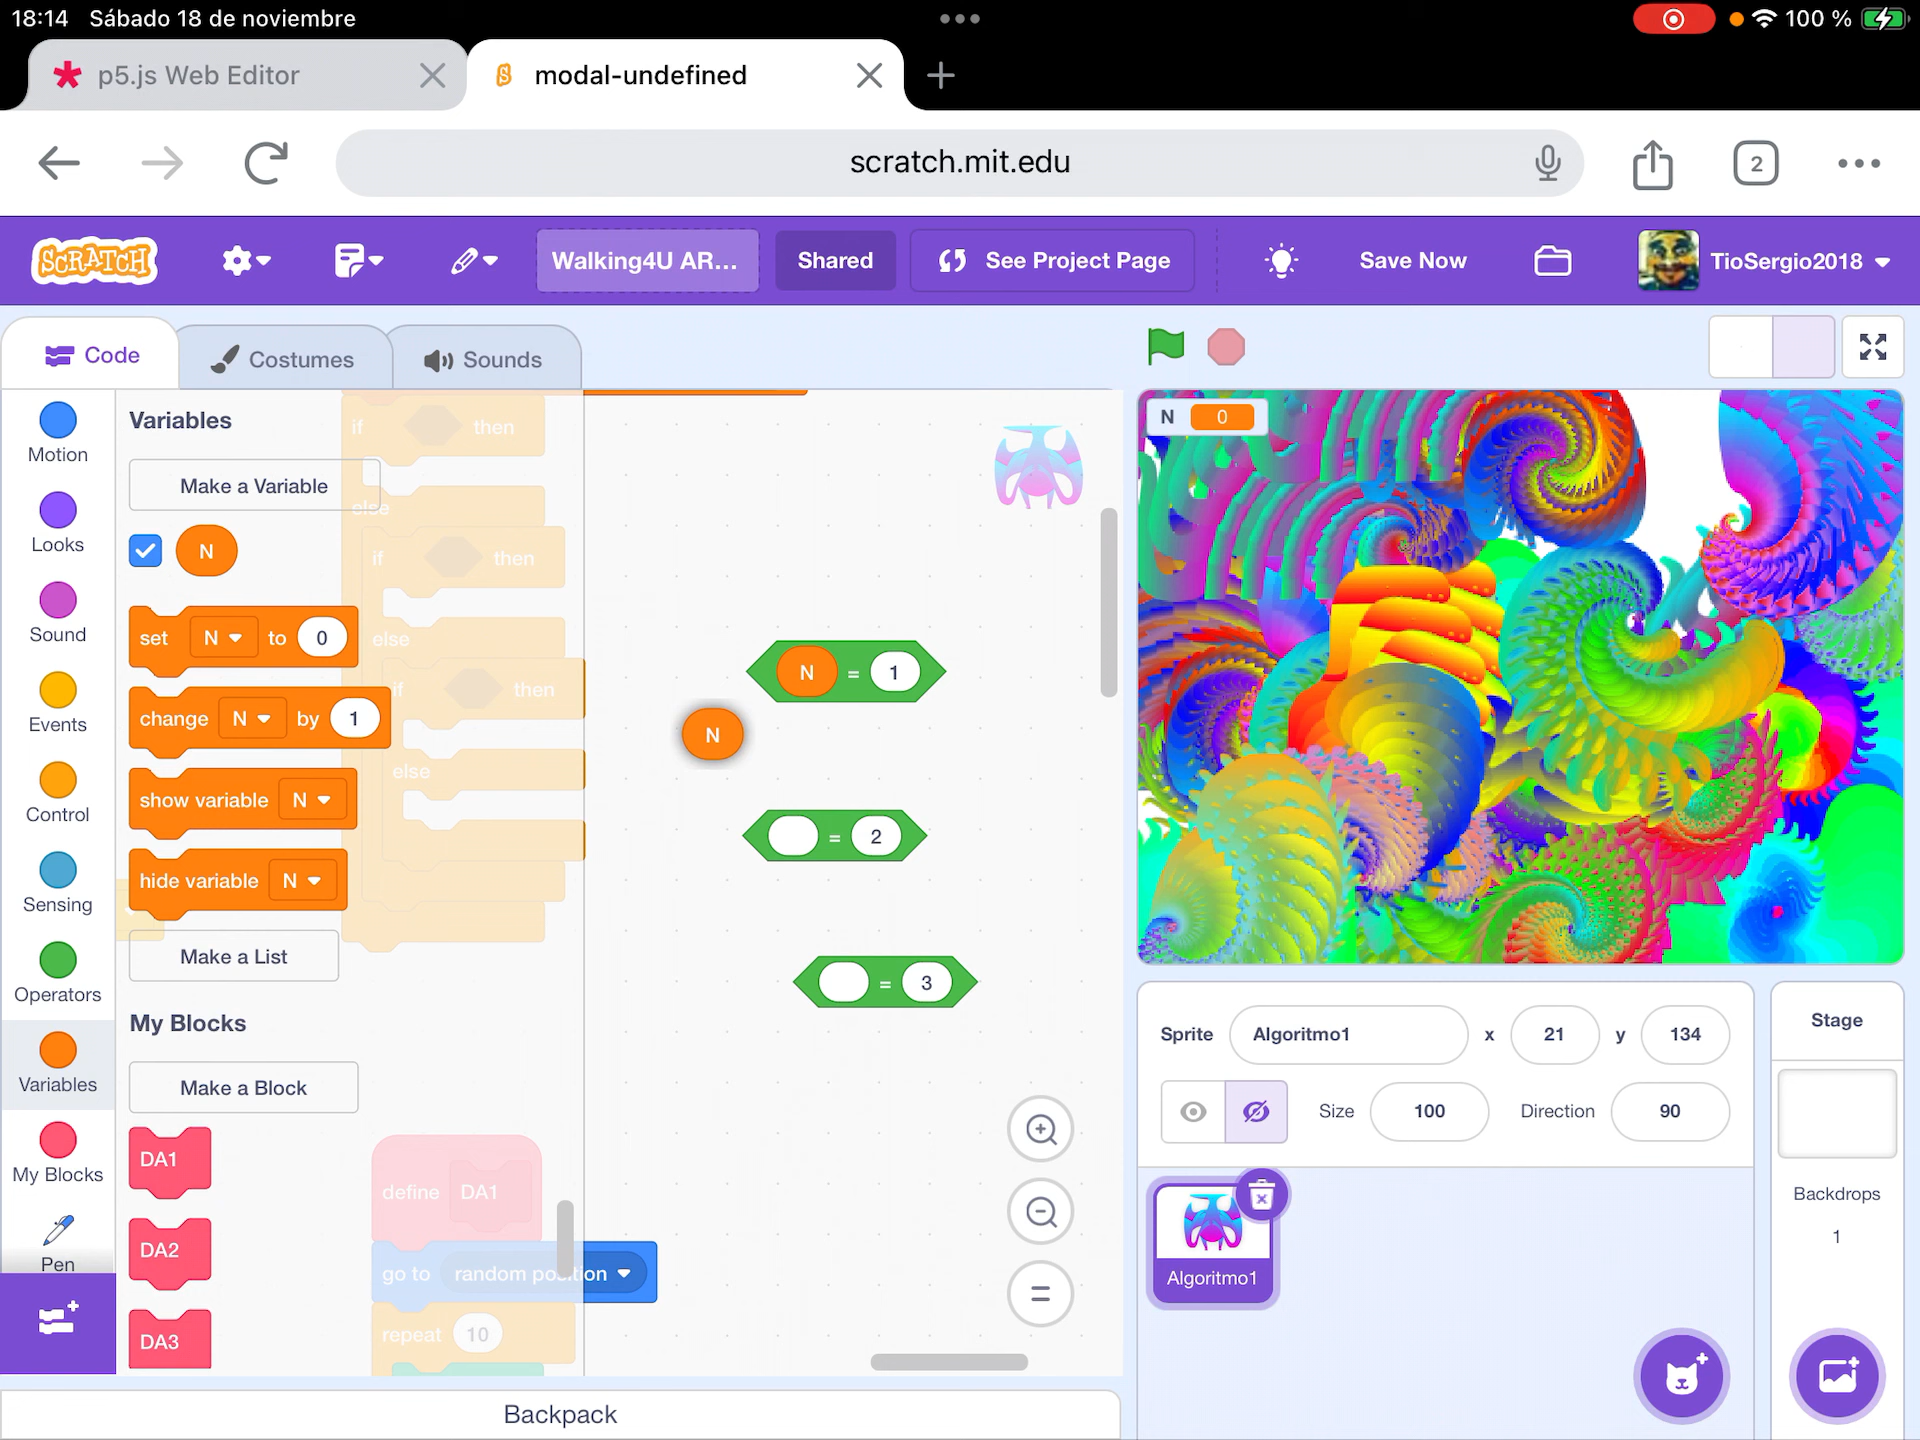 18:14 Sábado 18 de noviembre
100 %
p5.js Web Editor
modal-undefined
scratch.mit.edu
2
SCRATCH
Walking4U AR...
Shared
See Project Page
Save Now
TioSergio2018
Code
Costumes
Sounds
Motion
Looks
Sound
Events
Control
Sensing
Operators
Variables
My Blocks
Pen
Variables
Make a Variable
N
set N to 0
change N by 1
show variable N
hide variable N
Make a List
My Blocks
Make a Block
DA1
DA2
DA3
if then
else
if then
else
if then
else
define DA1
go to random position
repeat 10
N = 1
N
= 2
= 3
=
Backpack
N 0
Sprite Algoritmo1 x 21 y 134
Size 100 Direction 90
Algoritmo1
Stage
Backdrops
1